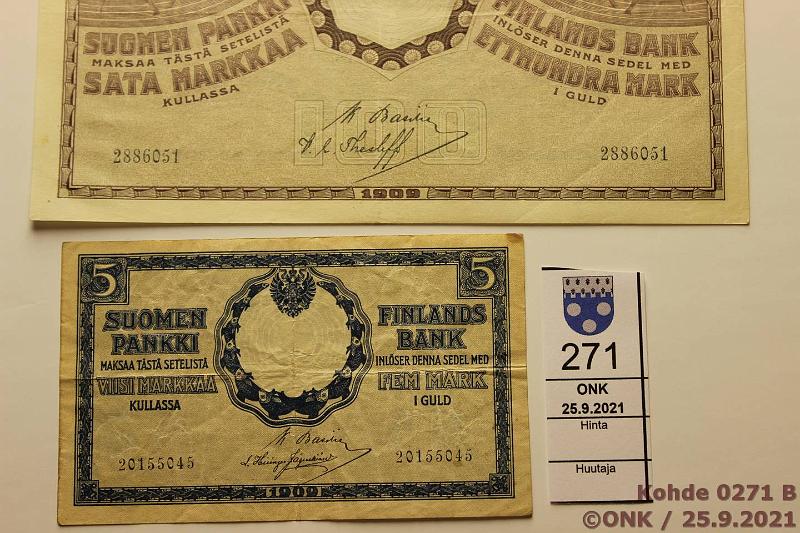 SUOMEN PANKKI
MAKSAA TÄSTÄ SETELISTÄ
SATA MARKKAA
KULLASSA
FINLANDS BANK
INLÖSER DENNA SEDEL MED
ETTHUNDRA MARK
I GULD
100
2886051
2886051
1909
5
5
SUOMEN
PANKKI
MAKSAA TÄSTÄ SETELISTÄ
VIISI MARKKAA
KULLASSA
FINLANDS
BANK
INLÖSER DENNA SEDEL MED
FEM MARK
I GULD
20155045
20155045
1909
271
ONK
25.9.2021
Hinta
Huutaja
Kohde 0271 B
©ONK / 25.9.2021